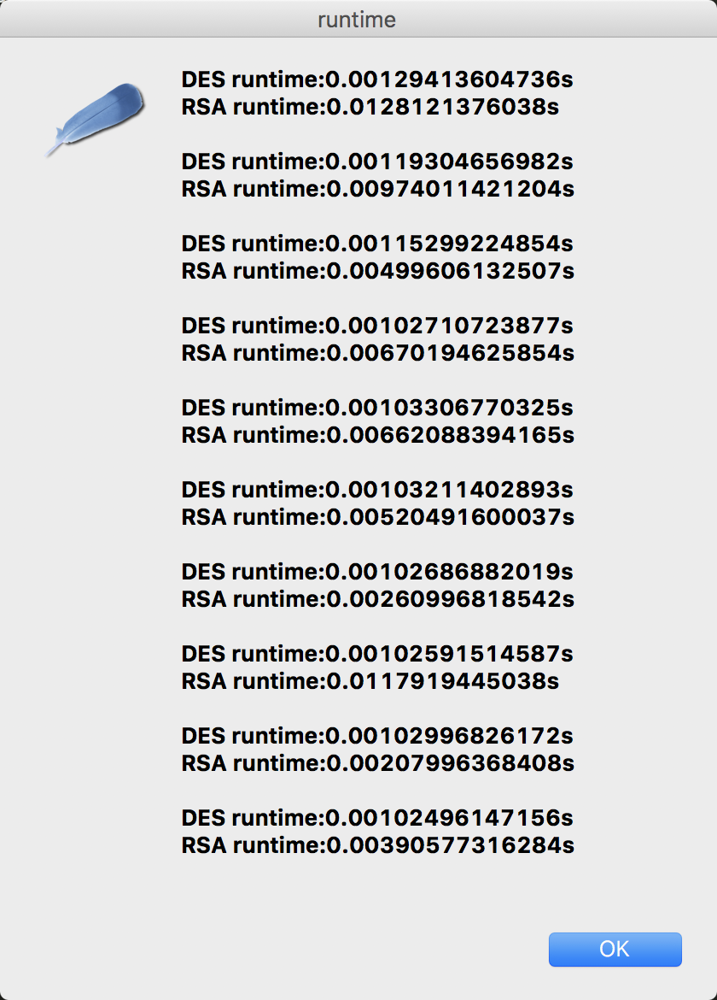 runtime
DES runtime:0.00129413604736s
RSA runtime:0.0128121376038s
DES runtime:0.00119304656982s
RSA runtime:0.00974011421204s
DES runtime:0.00115299224854s
RSA runtime:0.00499606132507s
DES runtime:0.00102710723877s
RSA runtime:0.00670194625854s
DES runtime:0.00103306770325s
RSA runtime:0.00662088394165s
DES runtime:0.00103211402893s
RSA runtime:0.00520491600037s
DES runtime:0.00102686882019s
RSA runtime:0.00260996818542s
DES runtime:0.00102591514587s
RSA runtime:0.0117919445038s
DES runtime:0.00102996826172s
RSA runtime:0.00207996368408s
DES runtime:0.00102496147156s
RSA runtime:0.00390577316284s
OK